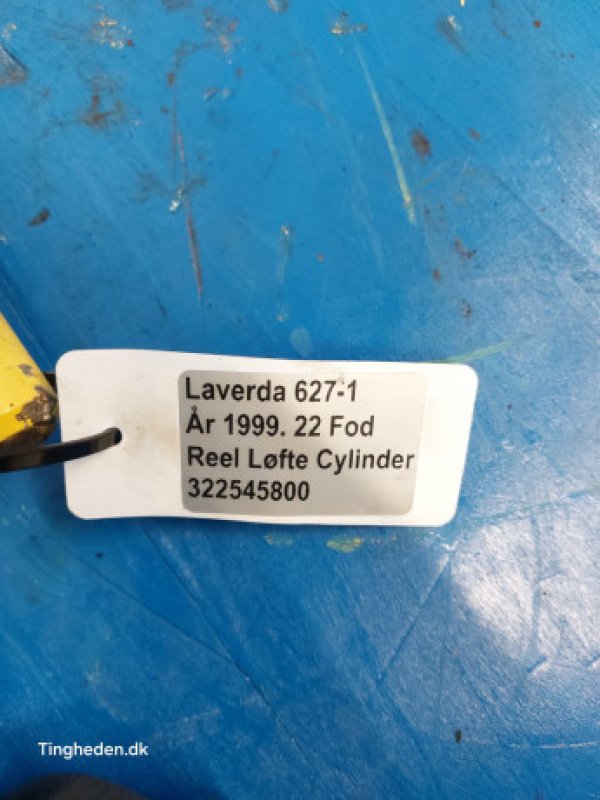 Laverda 627-1
År 1999. 22 Fod
Reel Løfte Cylinder
322545800
Tingheden.dk